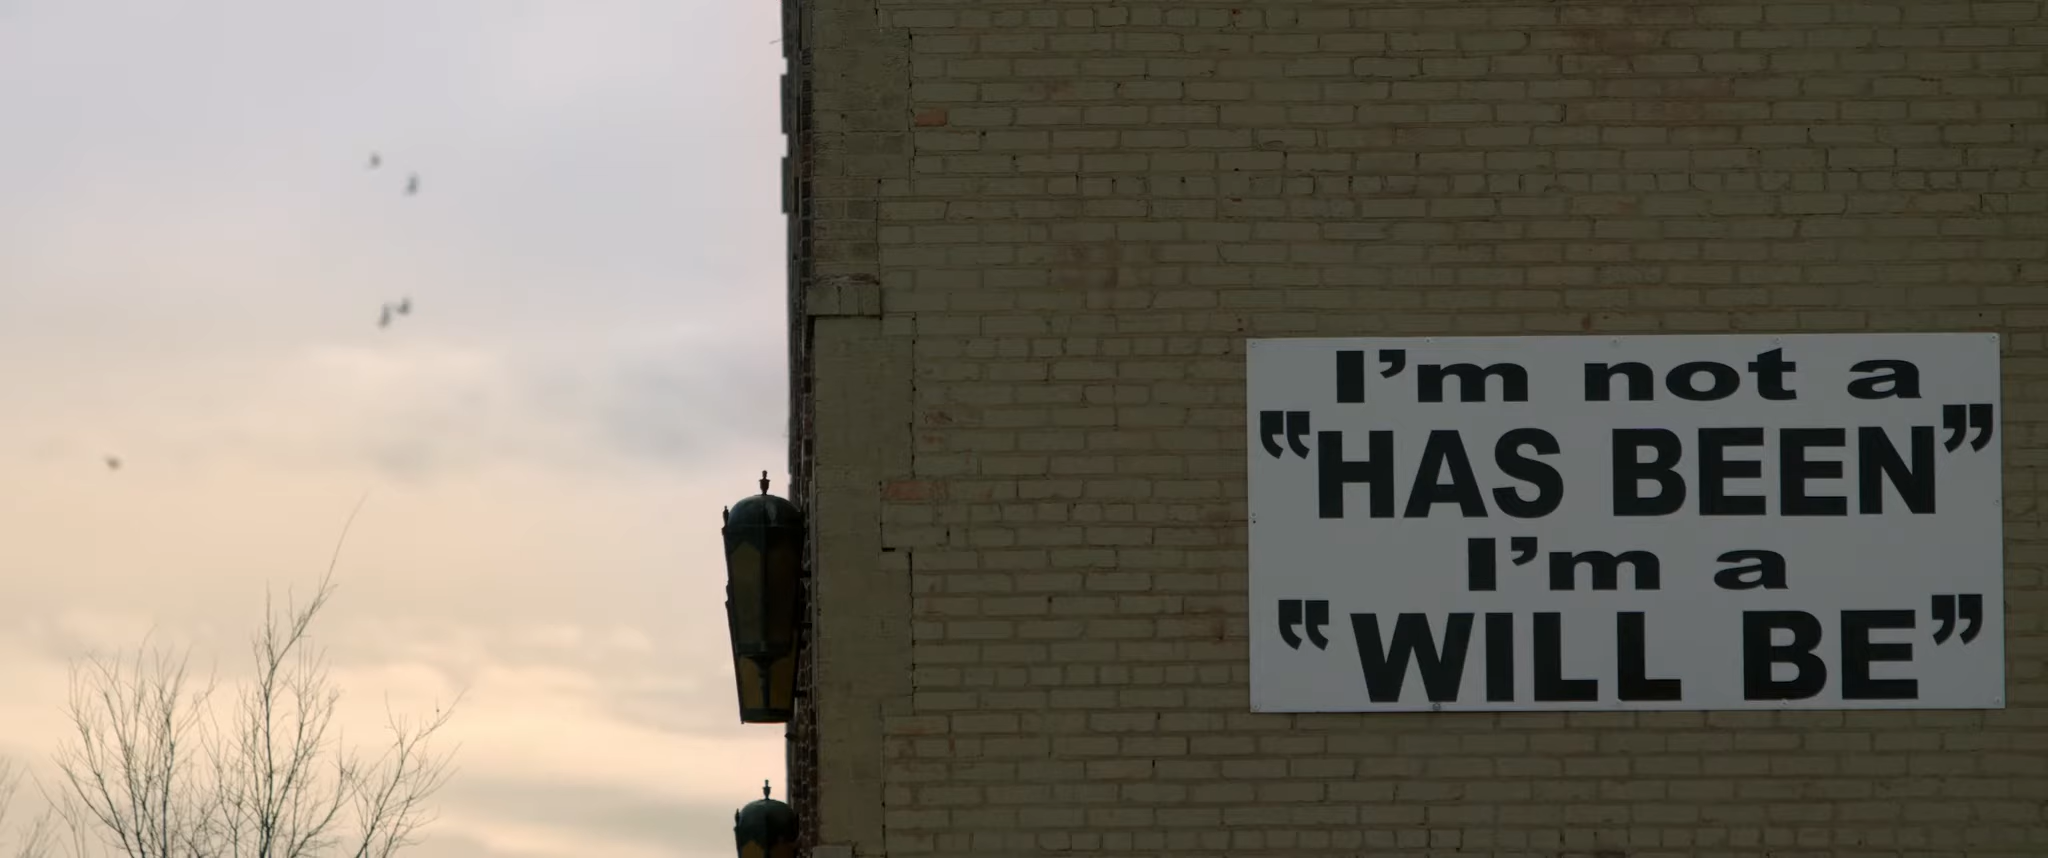 I’m not a
“HAS BEEN”
I’m a
“WILL BE”